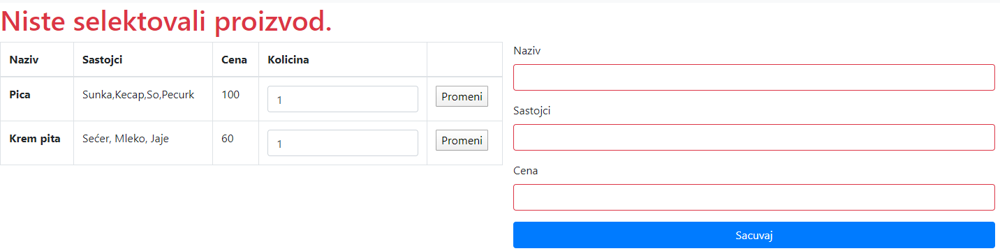 Niste selektovali proizvod.
Naziv Sastojci Cena Kolicina
Pica Sunka,Kecap,So,Pecurk 100 1 Promeni
Krem pita Sećer, Mleko, Jaje 60 1 Promeni
Naziv
Sastojci
Cena
Sacuvaj